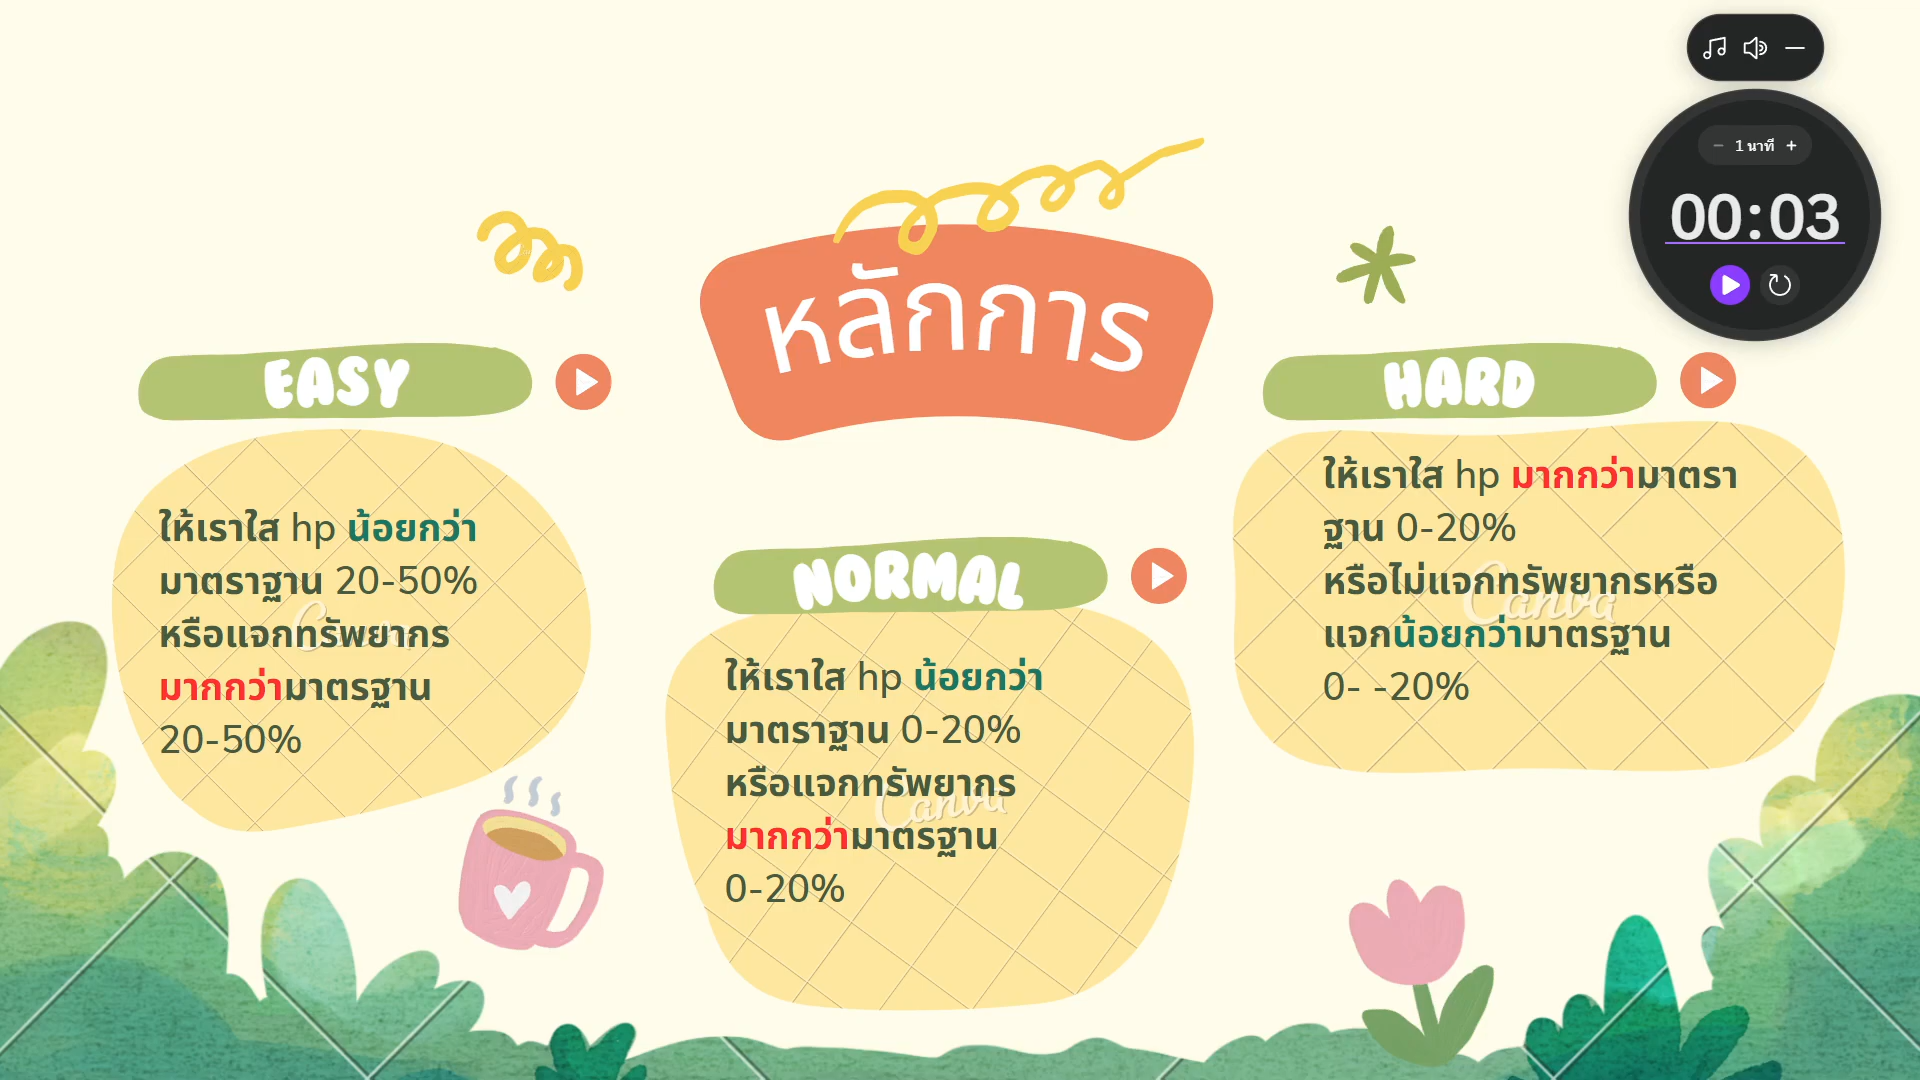 1 นาที
00:03
หลักการ
EASY
ให้เราใส hp น้อยกว่า
มาตราฐาน 20-50%
หรือแจกทรัพยากร
มากกว่ามาตรฐาน
20-50%
Canva
NORMAL
ให้เราใส hp น้อยกว่า
มาตราฐาน 0-20%
หรือแจกทรัพยากร
มากกว่ามาตรฐาน
0-20%
Canva
HARD
ให้เราใส hp มากกว่ามาตรา
ฐาน 0-20%
หรือไม่แจกทรัพยากรหรือ
แจกน้อยกว่ามาตรฐาน
0- -20%
Canva